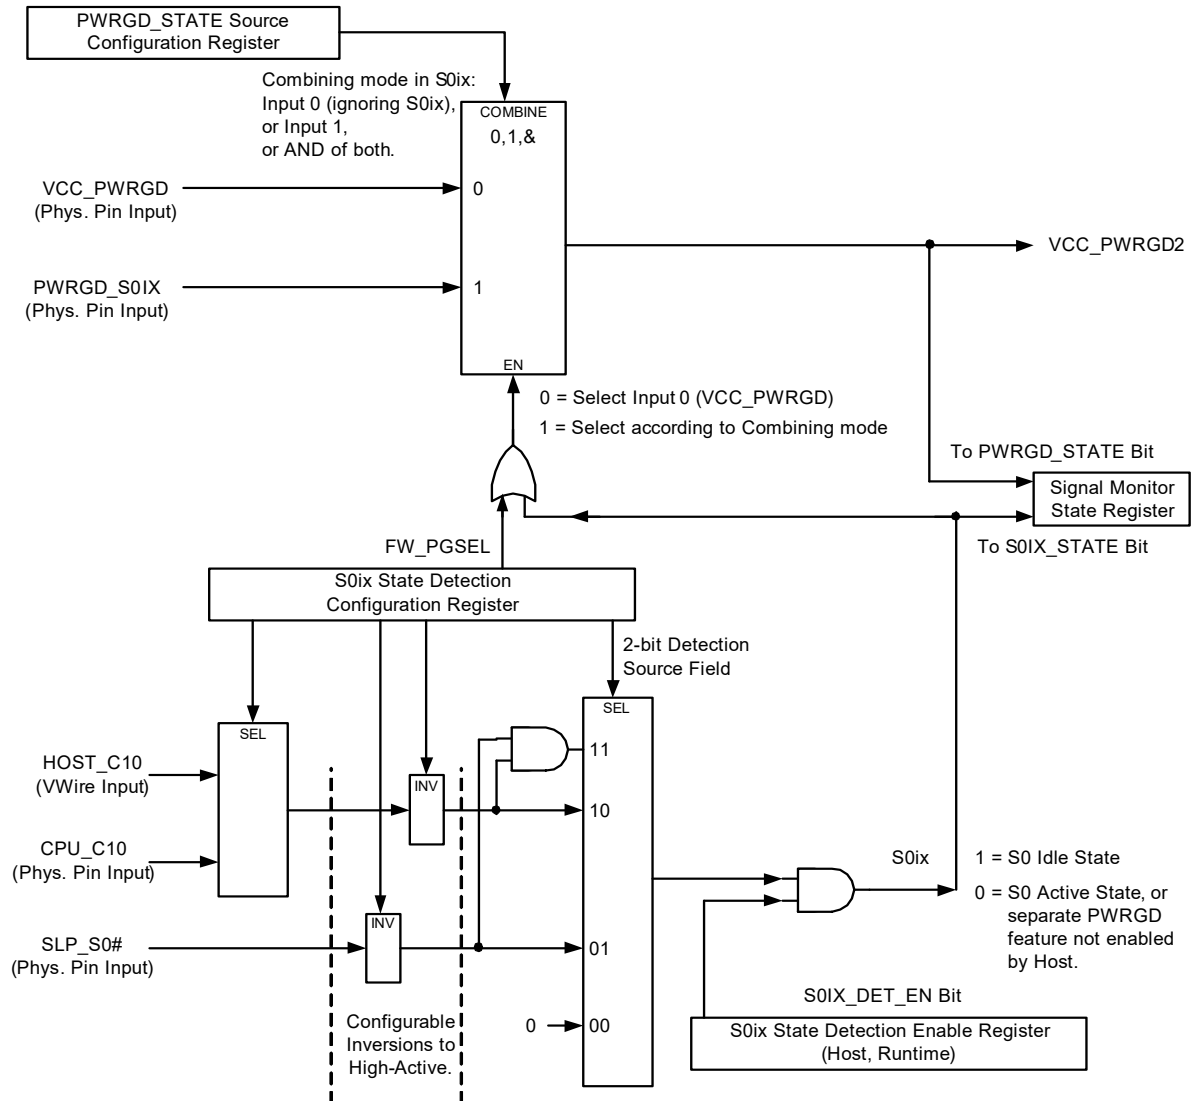 PWRGD_STATE Source
Configuration Register
Combining mode in S0ix:
Input 0 (ignoring S0ix),
or Input 1,
or AND of both.
COMBINE
0,1,&
VCC_PWRGD
(Phys. Pin Input)
0
VCC_PWRGD2
PWRGD_S0IX
(Phys. Pin Input)
1
EN
0 = Select Input 0 (VCC_PWRGD)
1 = Select according to Combining mode
To PWRGD_STATE Bit
Signal Monitor
State Register
To S0IX_STATE Bit
FW_PGSEL
S0ix State Detection
Configuration Register
2-bit Detection
Source Field
SEL
SEL
HOST_C10
(VWire Input)
INV
11
10
CPU_C10
(Phys. Pin Input)
S0ix
1 = S0 Idle State
0 = S0 Active State, or
separate PWRGD
feature not enabled
by Host.
INV
SLP_S0#
(Phys. Pin Input)
01
S0IX_DET_EN Bit
0
00
Configurable
Inversions to
High-Active.
S0ix State Detection Enable Register
(Host, Runtime)